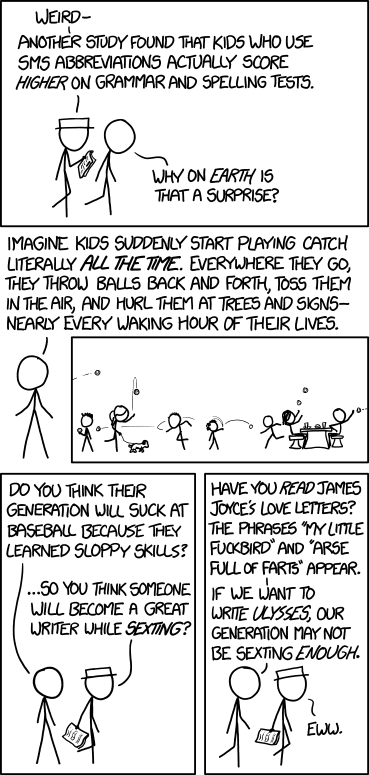 WEIRD-
ANOTHER STUDY FOUND THAT KIDS WHO USE
SMS ABBREVIATIONS ACTUALLY SCORE
HIGHER ON GRAMMAR AND SPELLING TESTS.
WHY ON EARTH IS
THAT A SURPRISE?
IMAGINE KIDS SUDDENLY START PLAYING CATCH
LITERALLY ALL THE TIME. EVERYWHERE THEY GO,
THEY THROW BALLS BACK AND FORTH, TOSS THEM
IN THE AIR, AND HURL THEM AT TREES AND SIGNS—
NEARLY EVERY WAKING HOUR OF THEIR LIVES.
DO YOU THINK THEIR
GENERATION WILL SUCK AT
BASEBALL BECAUSE THEY
LEARNED SLOPPY SKILLS?
...SO YOU THINK SOMEONE
WILL BECOME A GREAT
WRITER WHILE SEXTING?
HAVE YOU READ JAMES
JOYCE'S LOVE LETTERS?
THE PHRASES "MY LITTLE
FUCKBIRD" AND "ARSE
FULL OF FARTS" APPEAR.
IF WE WANT TO
WRITE ULYSSES, OUR
GENERATION MAY NOT
BE SEXTING ENOUGH.
EWW.